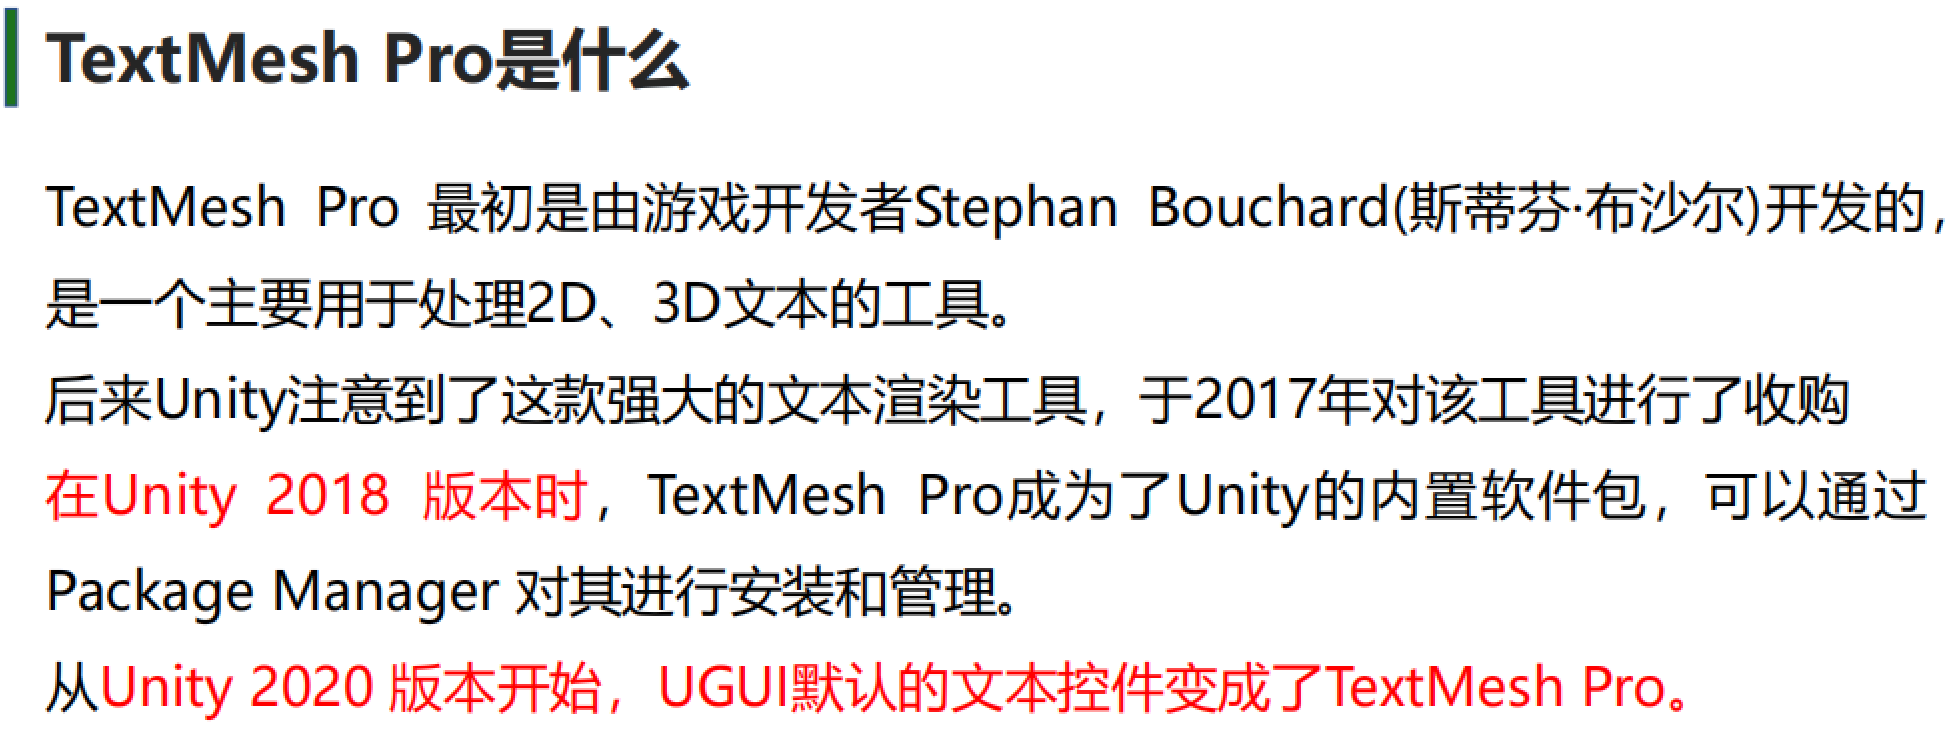 TextMesh Pro是什么
TextMesh Pro 最初是由游戏开发者Stephan Bouchard(斯蒂芬·布沙尔)开发的，
是一个主要用于处理2D、3D文本的工具。
后来Unity注意到了这款强大的文本渲染工具，于2017年对该工具进行了收购
在Unity 2018 版本时，TextMesh Pro成为了Unity的内置软件包，可以通过
Package Manager 对其进行安装和管理。
从Unity 2020 版本开始，UGUI默认的文本控件变成了TextMesh Pro。